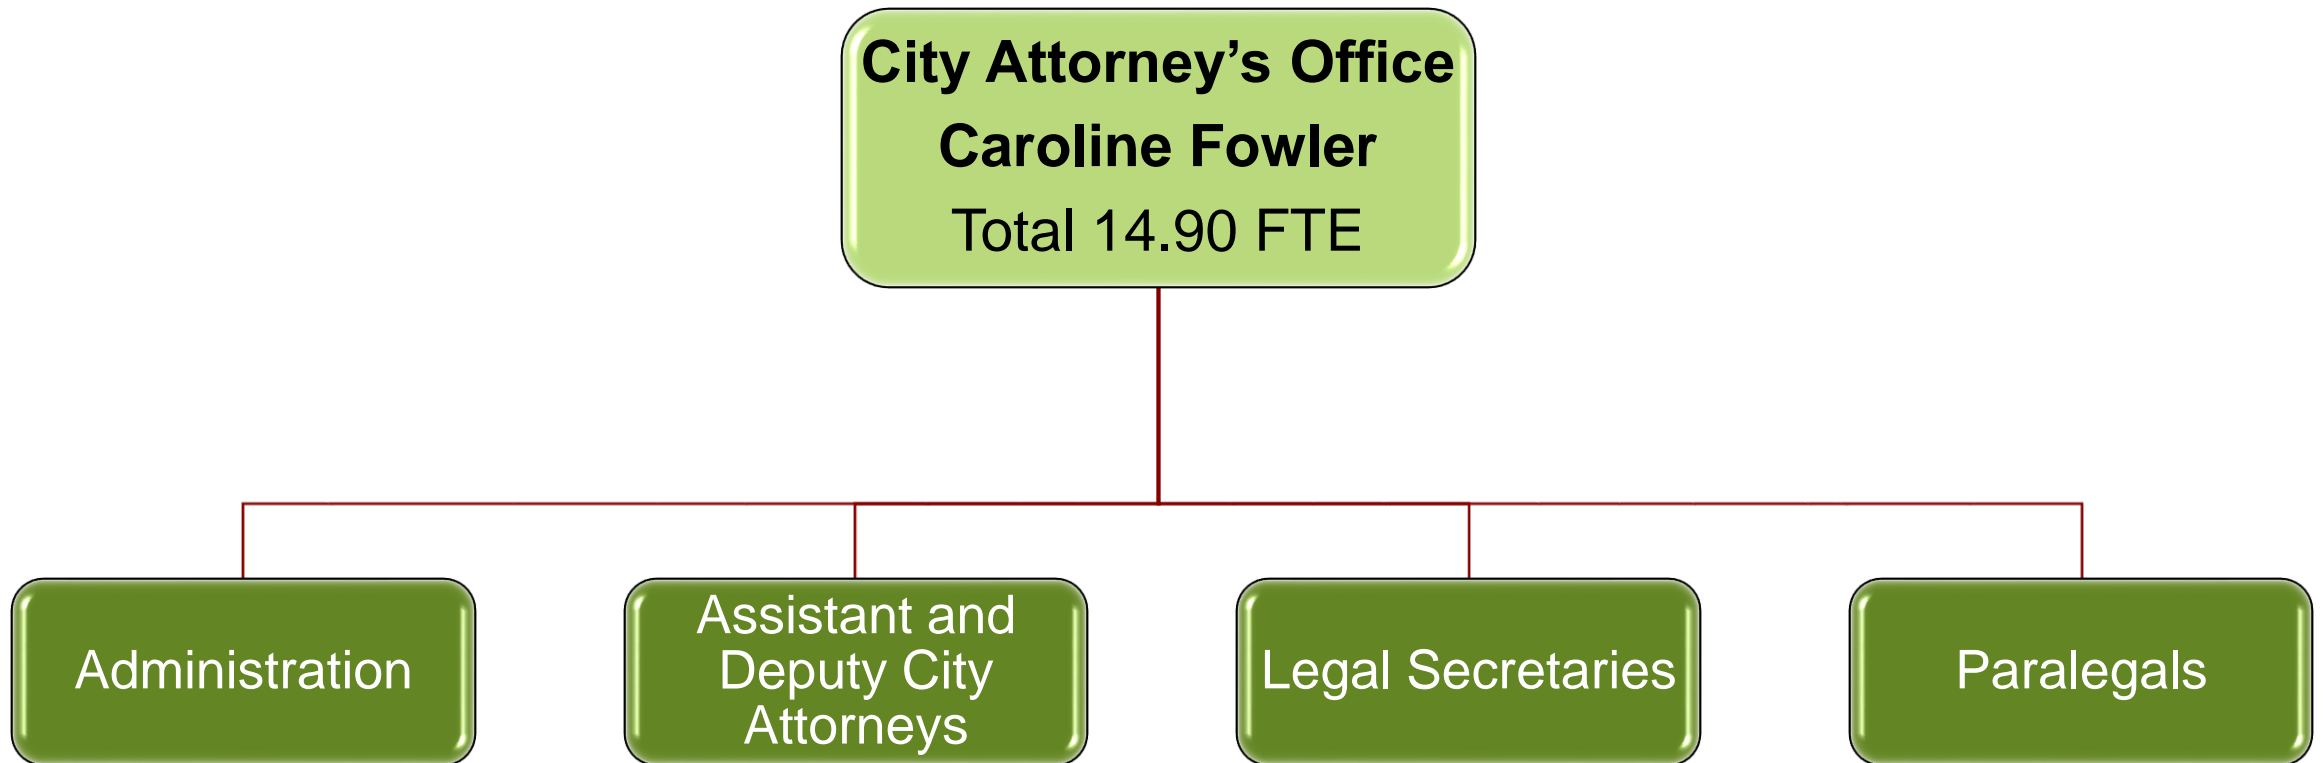 City Attorney’s Office
Caroline Fowler
Total 14.90 FTE
Administration
Assistant and
Deputy City
Attorneys
Legal Secretaries
Paralegals